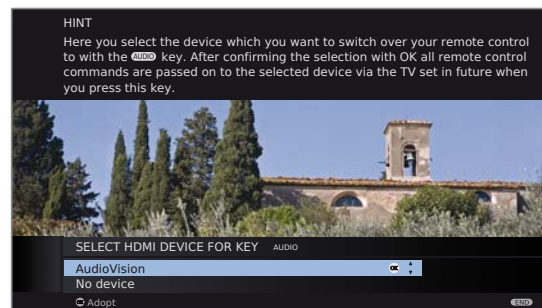 HINT
Here you select the device which you want to switch over your remote control
to with the AUDIO key. After confirming the selection with OK all remote control
commands are passed on to the selected device via the TV set in future when
you press this key.
SELECT HDMI DEVICE FOR KEY AUDIO
AudioVision OK
No device
OK Adopt END